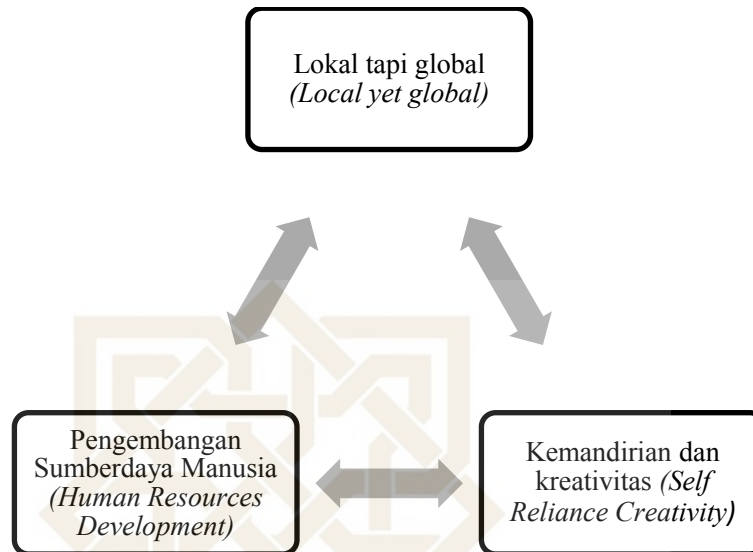 Lokal tapi global
(Local yet global)
Pengembangan
Sumberdaya Manusia
(Human Resources
Development)
Kemandirian dan
kreativitas (Self
Reliance Creativity)